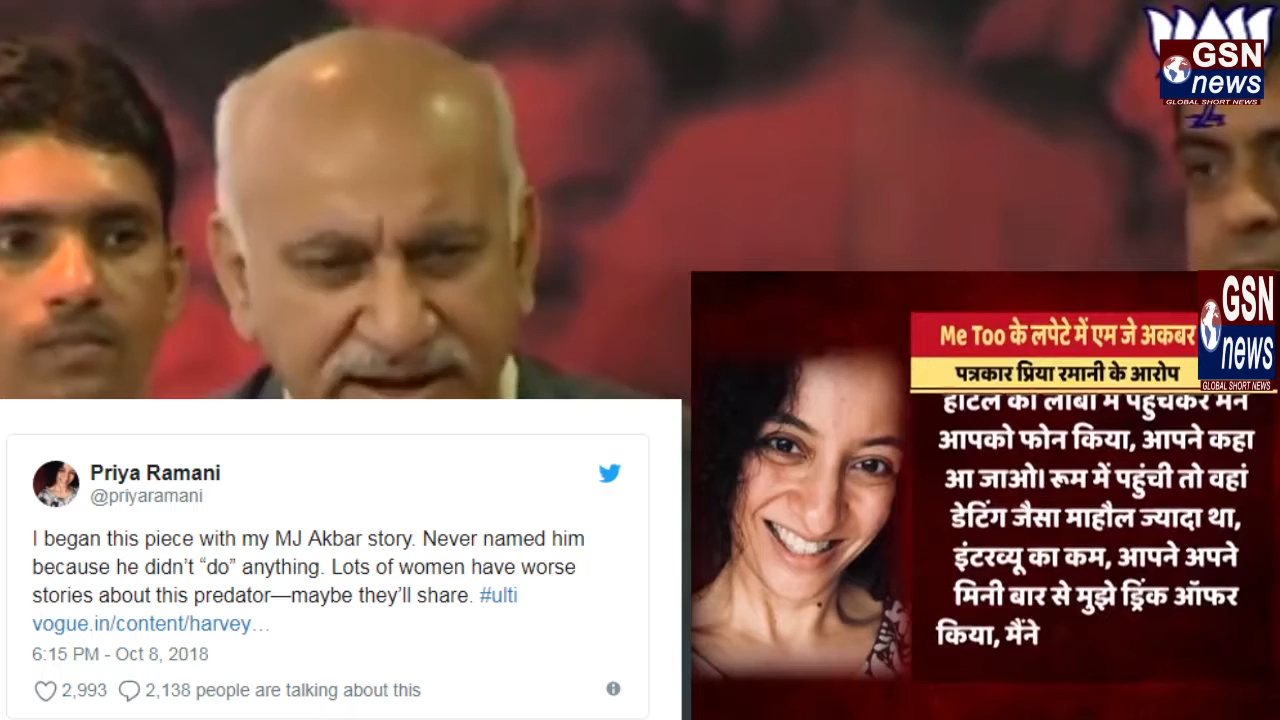 GSN
news
GLOBAL SHORT NEWS
GSN
news
GLOBAL SHORT NEWS
Me Too के लपेटे में एम जे अकबर
पत्रकार प्रिया रमानी के आरोप
होटल की लॉबी में पहुंचकर मैंने
आपको फोन किया, आपने कहा
आ जाओ। रूम में पहुंची तो वहां
डेटिंग जैसा माहौल ज्यादा था,
इंटरव्यू का कम, आपने अपने
मिनी बार से मुझे ड्रिंक ऑफर
किया, मैंने
Priya Ramani
@priyaramani
I began this piece with my MJ Akbar story. Never named him
because he didn’t “do” anything. Lots of women have worse
stories about this predator—maybe they’ll share. #ulti
vogue.in/content/harvey…
6:15 PM - Oct 8, 2018
2,993 2,138 people are talking about this